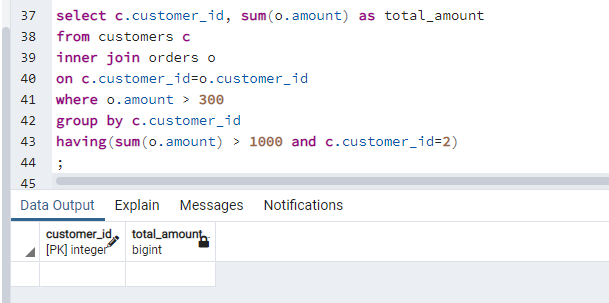 37 select c.customer_id, sum(o.amount) as total_amount
38 from customers c
39 inner join orders o
40 on c.customer_id=o.customer_id
41 where o.amount > 300
42 group by c.customer_id
43 having(sum(o.amount) > 1000 and c.customer_id=2)
44 ;
45
Data Output Explain Messages Notifications
customer_id total_amount
[PK] integer bigint